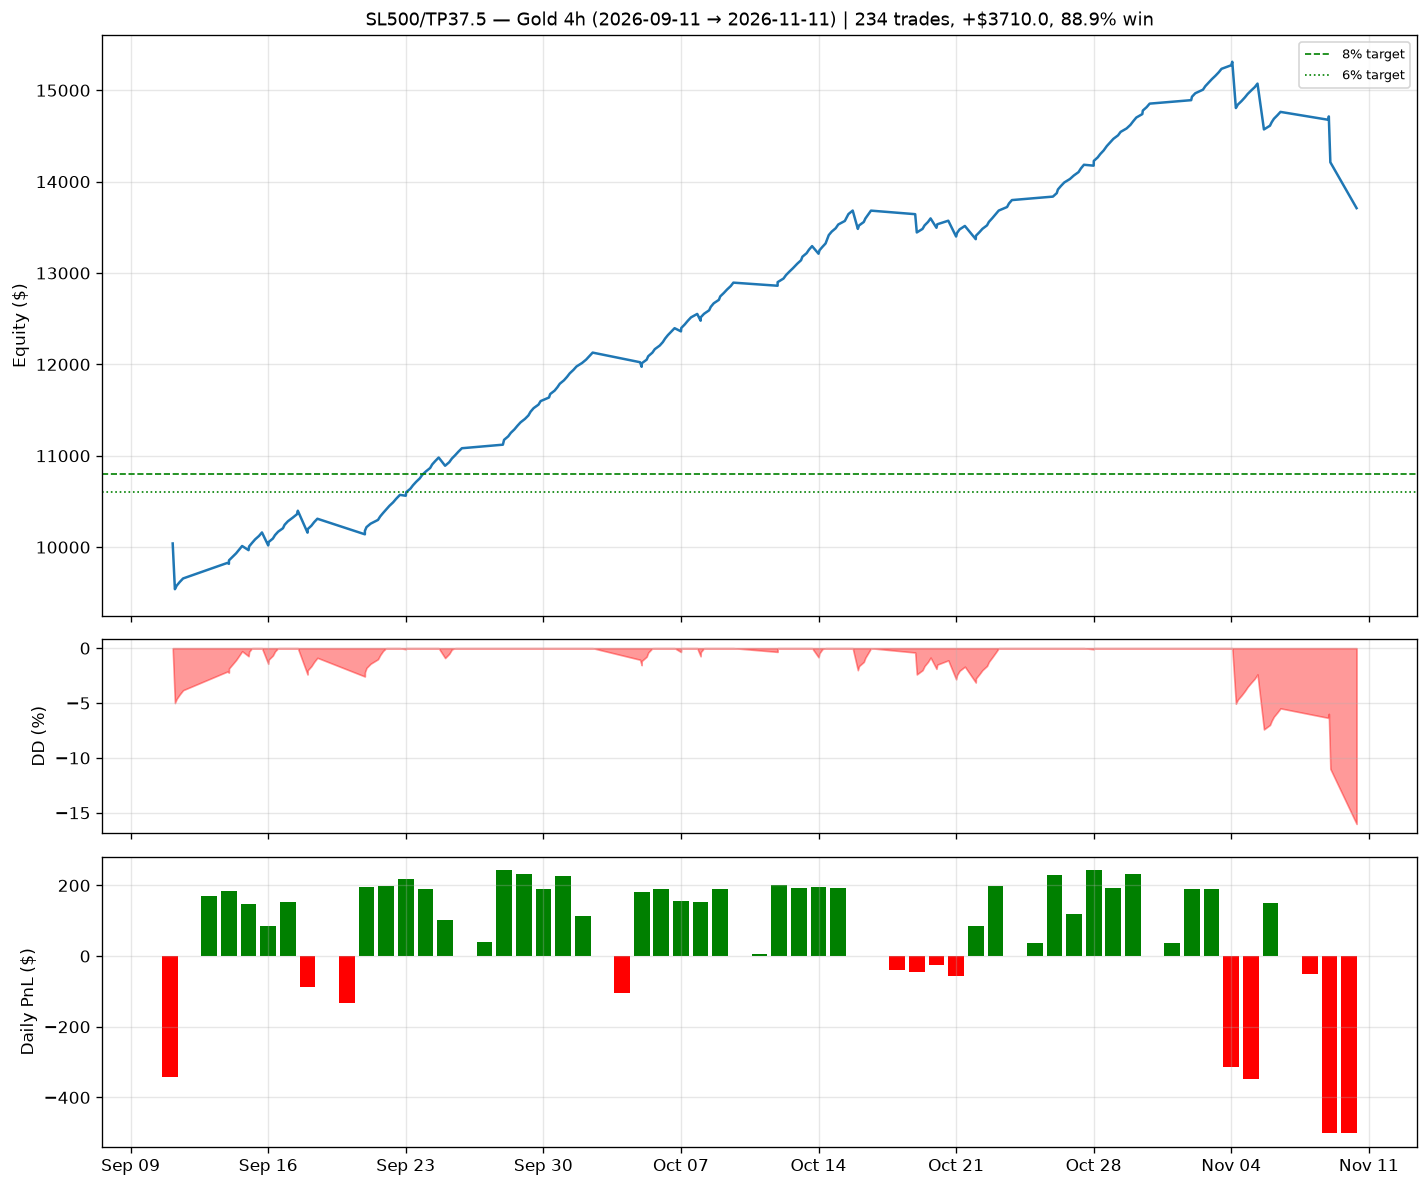 SL500/TP37.5 — Gold 4h (2026-09-11 → 2026-11-11) | 234 trades, +$3710.0, 88.9% win
8% target
6% target
Equity ($)
15000
14000
13000
12000
11000
10000
DD (%)
0
−5
−10
−15
Daily PnL ($)
200
0
−200
−400
Sep 09
Sep 16
Sep 23
Sep 30
Oct 07
Oct 14
Oct 21
Oct 28
Nov 04
Nov 11